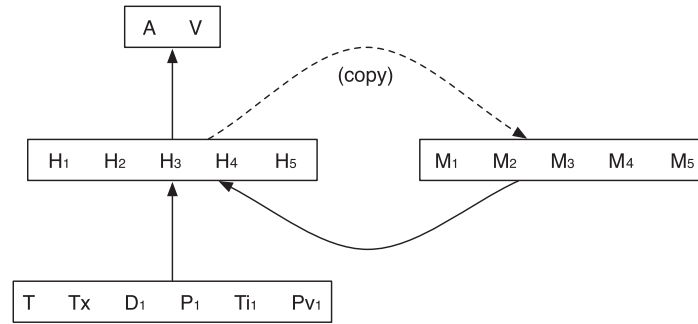 A V
(copy)
H1 H2 H3 H4 H5
M1 M2 M3 M4 M5
T Tx D1 P1 Ti1 Pv1